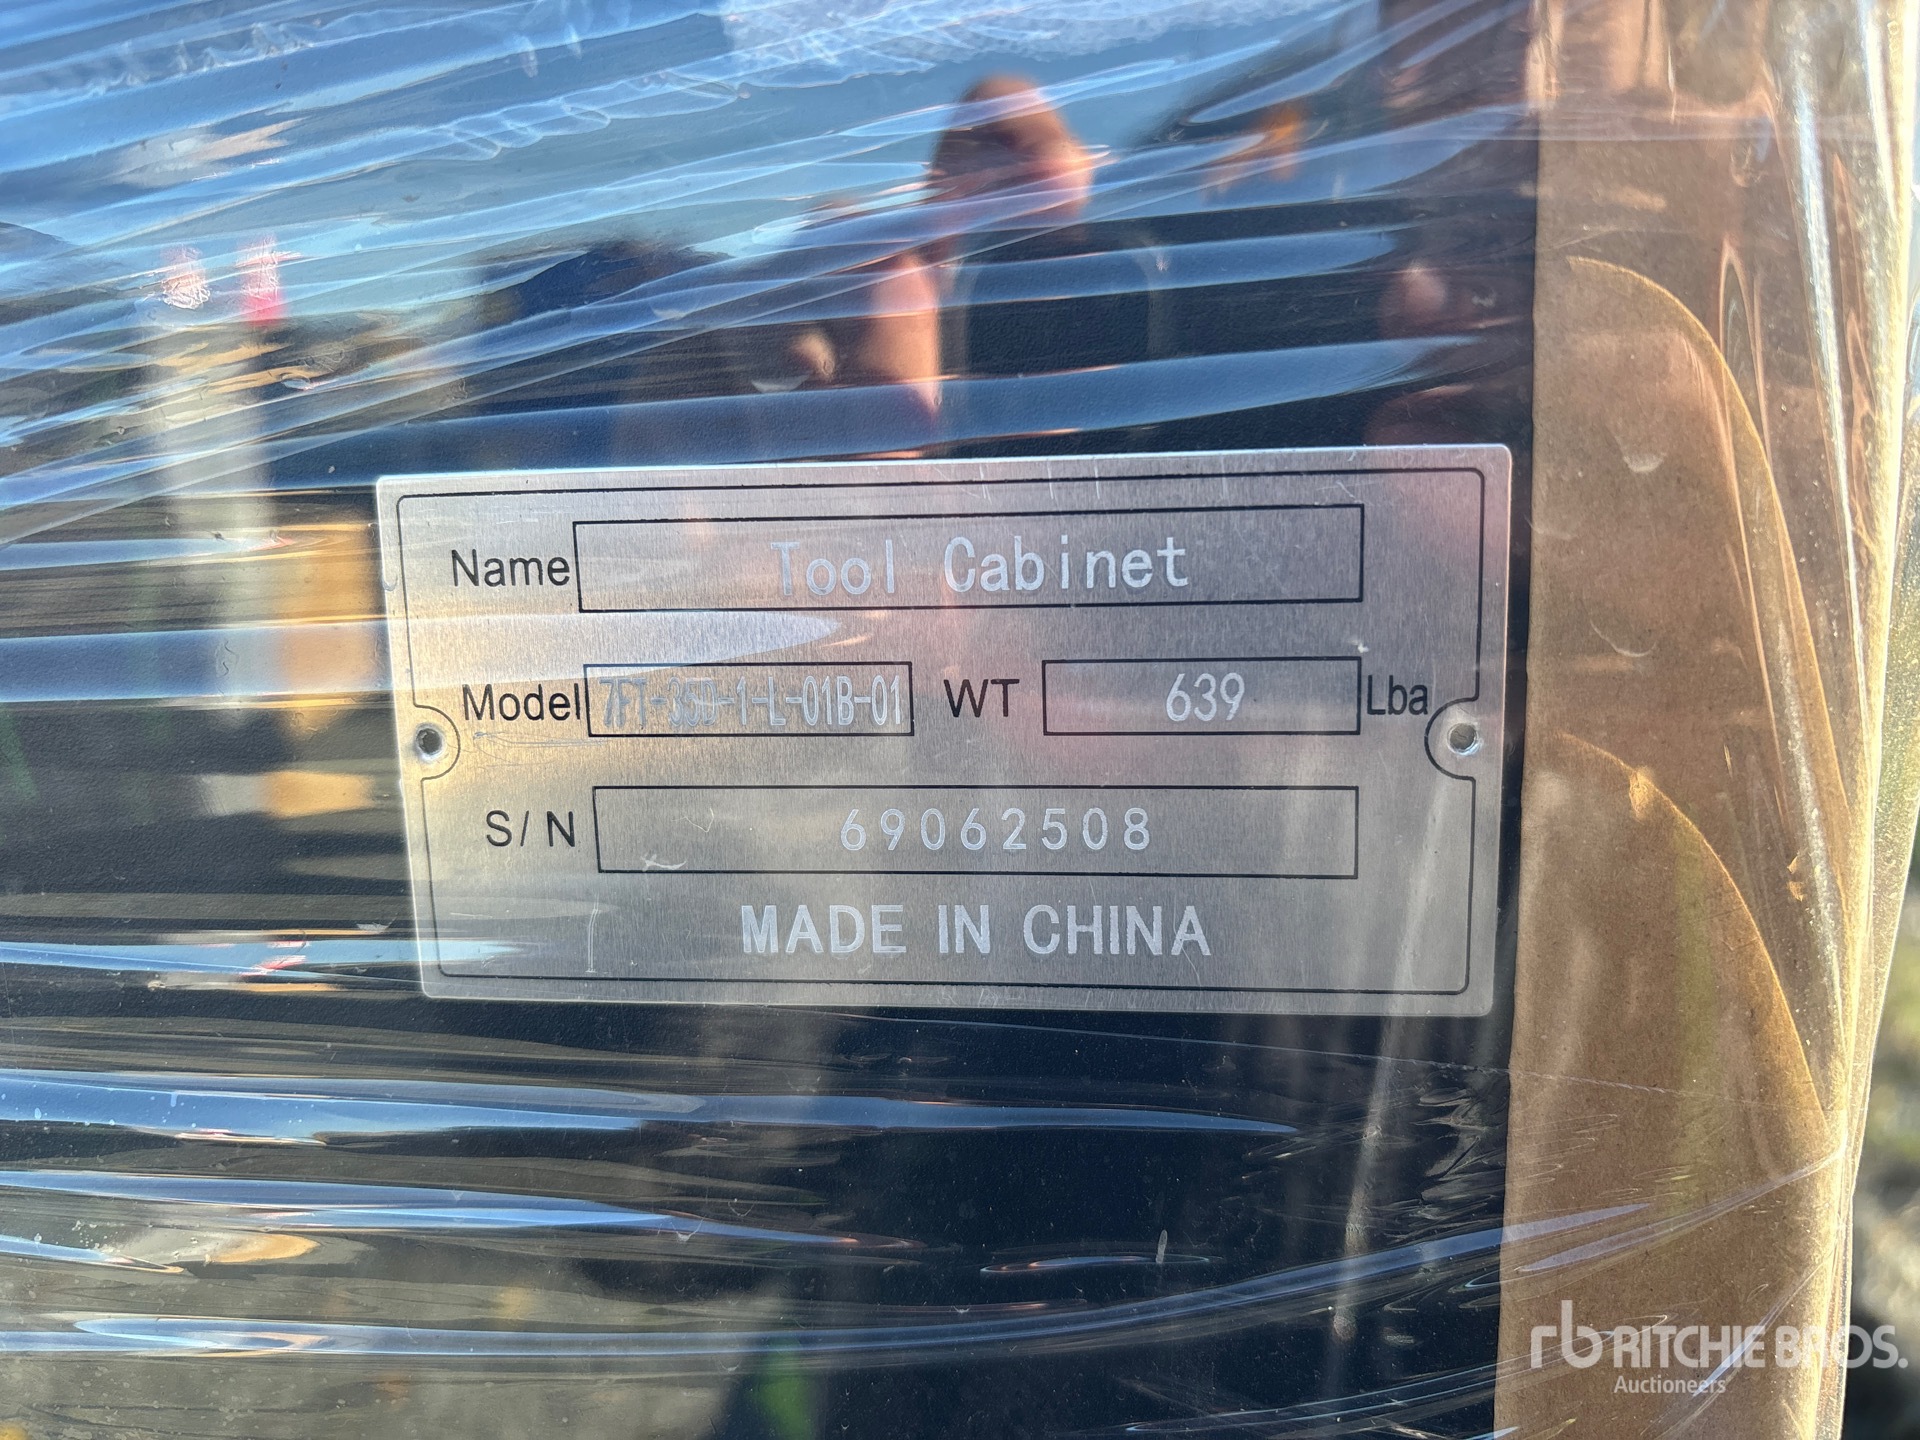 Name Tool Cabinet
Model 7FT-35D-1-L-01B-01 WT 639 Lba
S/N 69062508
MADE IN CHINA
rb RITCHIE BROS.
Auctioneers